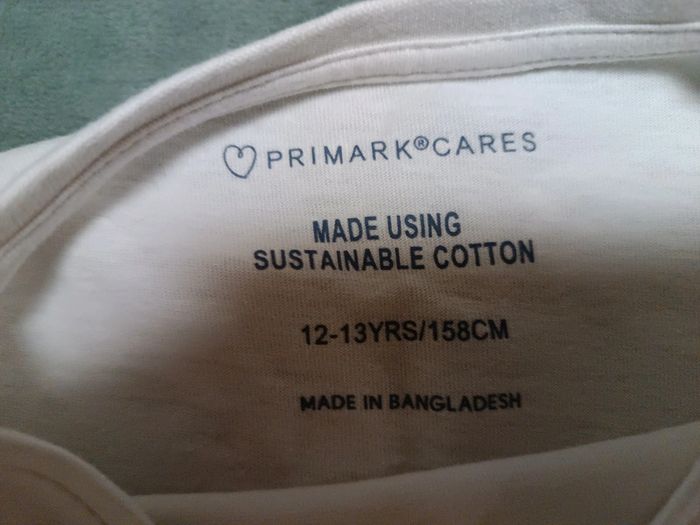 PRIMARK®CARES
MADE USING
SUSTAINABLE COTTON
12-13YRS/158CM
MADE IN BANGLADESH